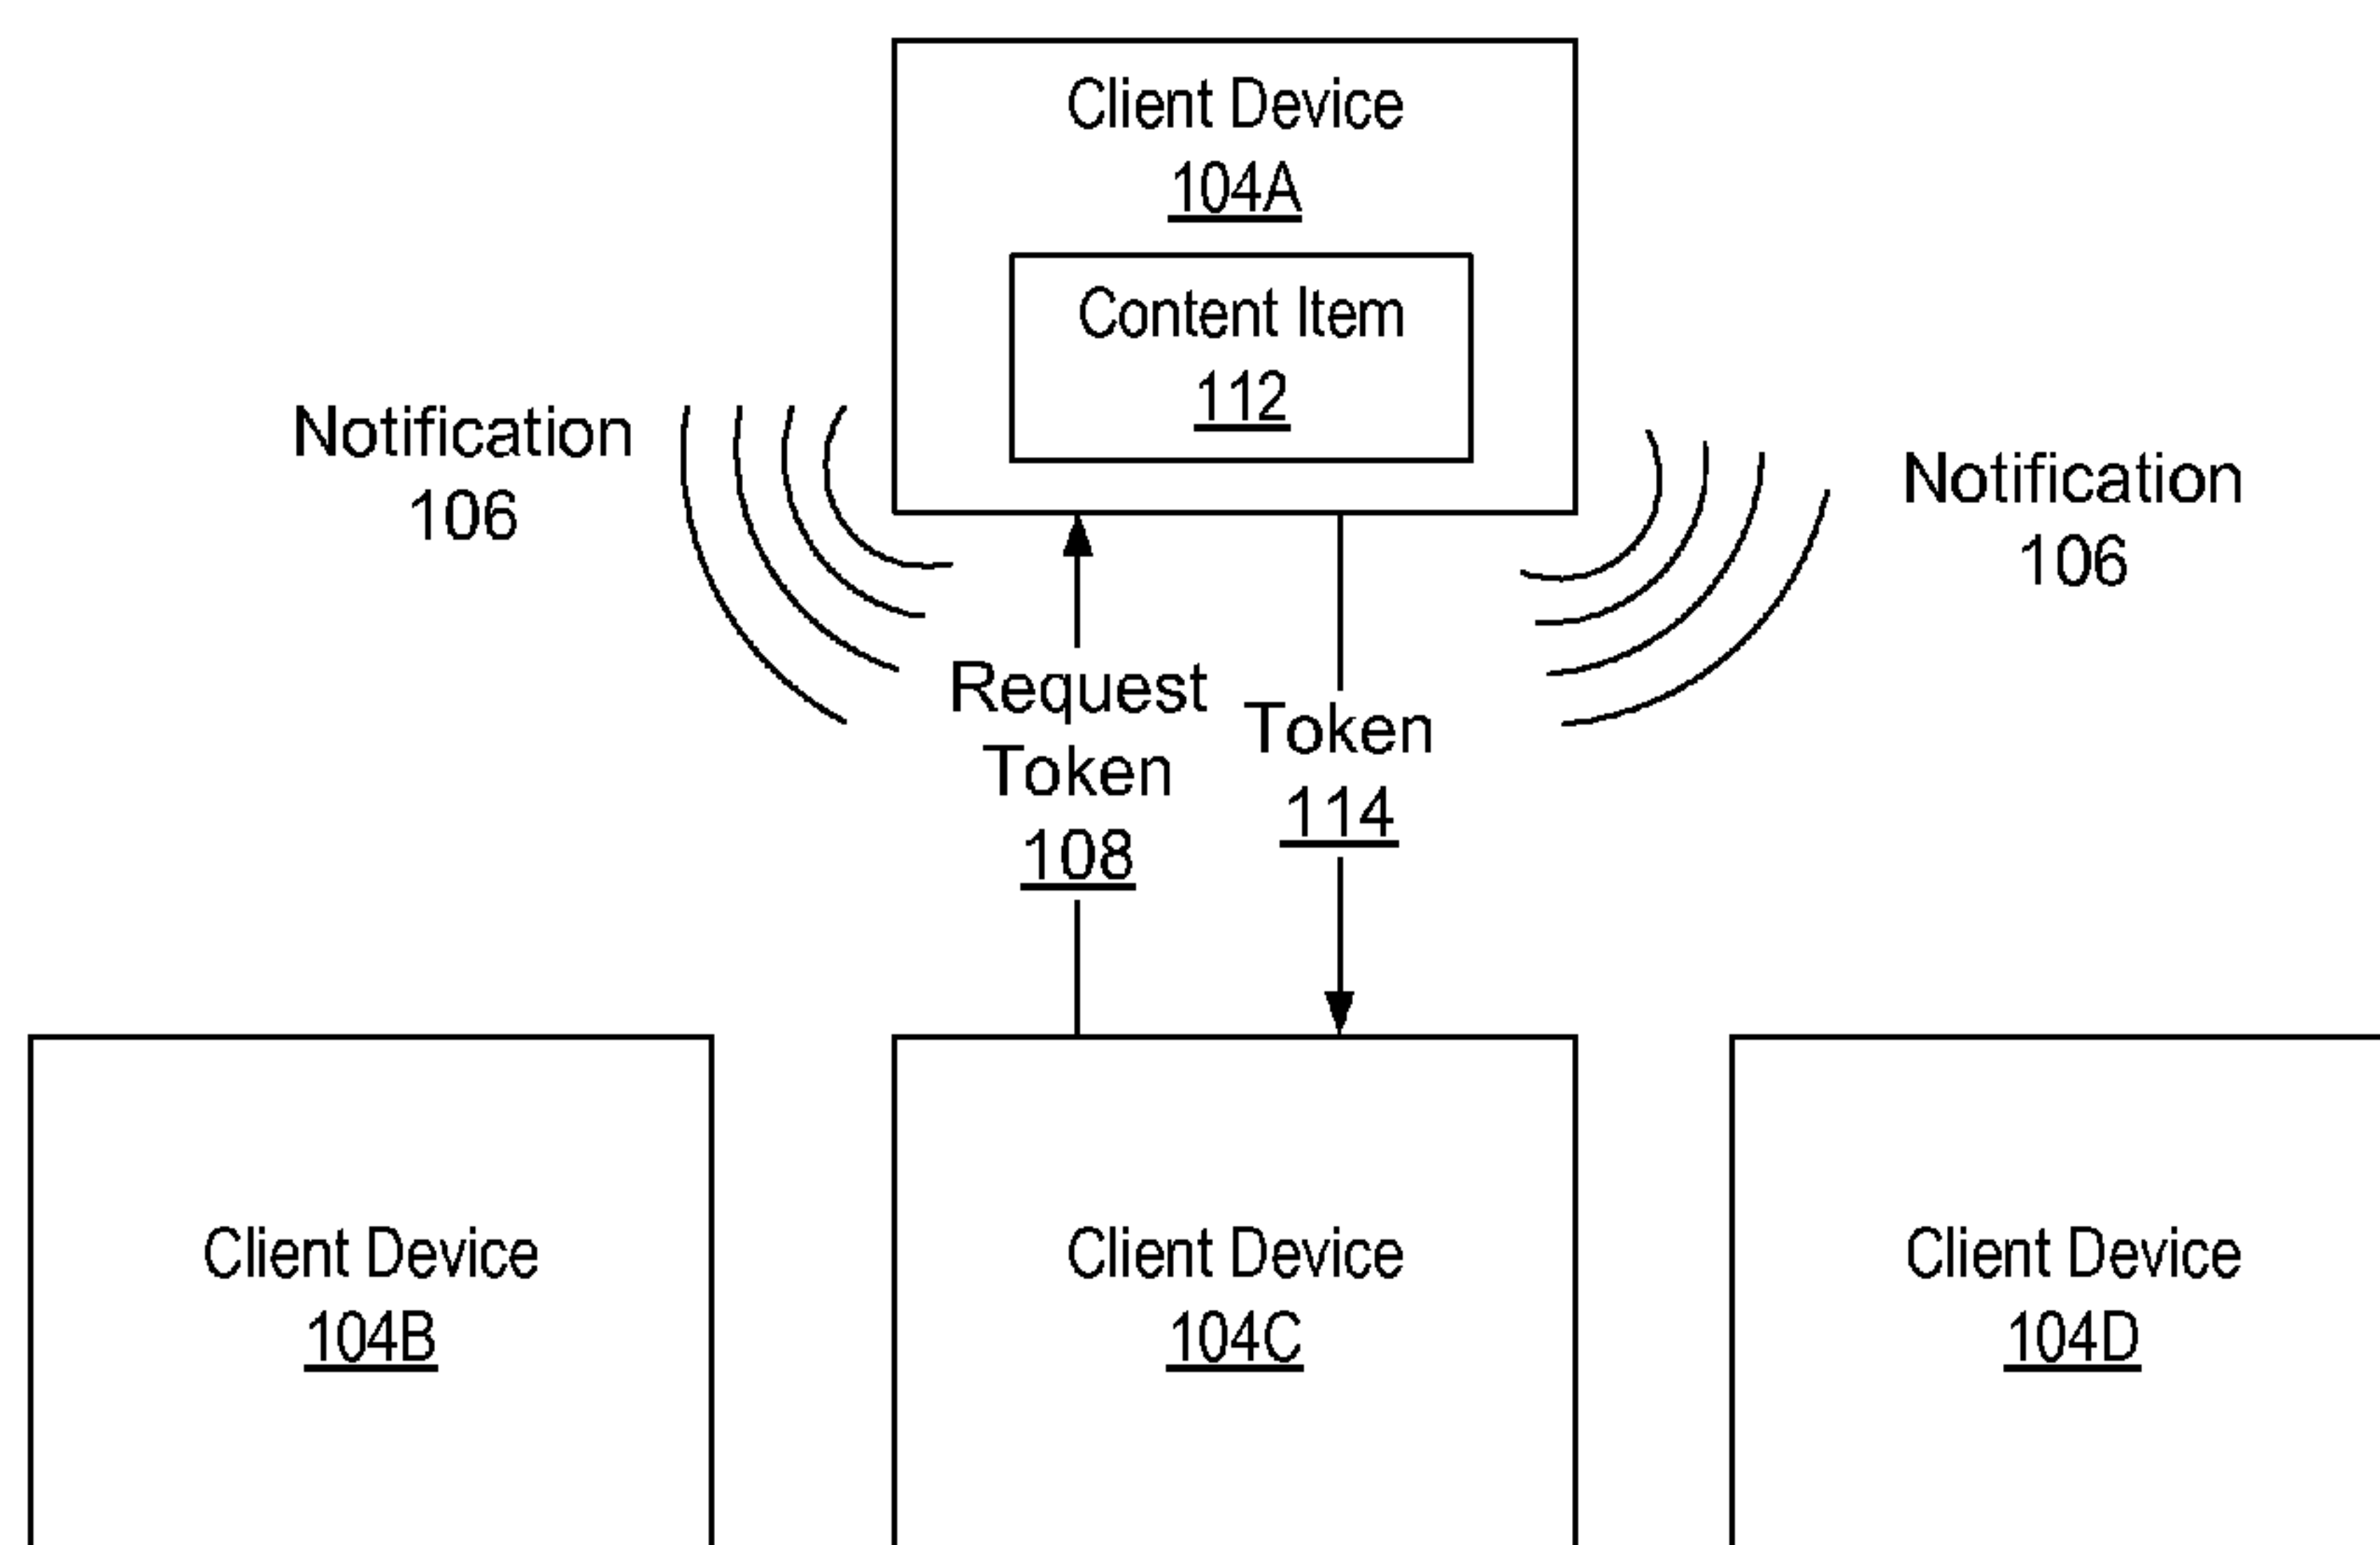 Client Device
104A
Content Item
112
Notification
106
Notification
106
Request
Token
108
Token
114
Client Device
104B
Client Device
104C
Client Device
104D